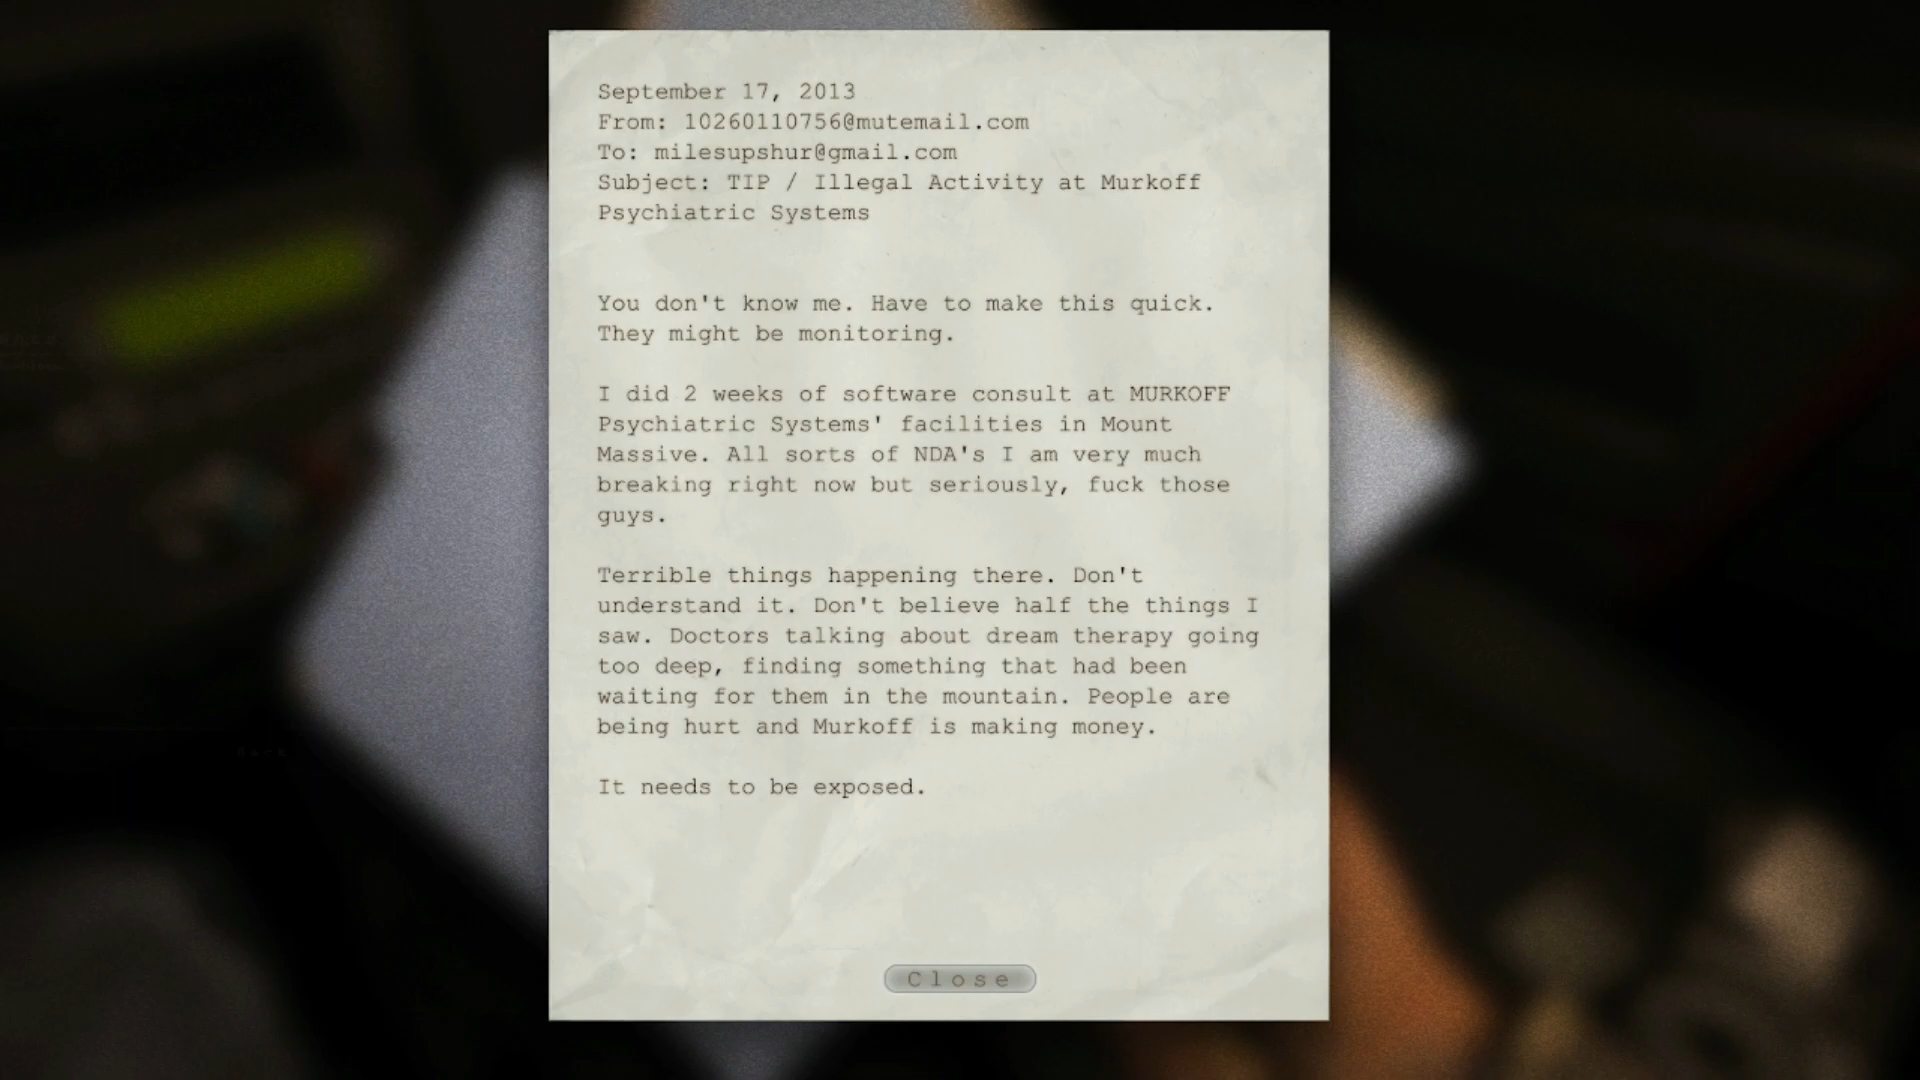 September 17, 2013
From: 10260110756@mutemail.com
To: milesupshur@gmail.com
Subject: TIP / Illegal Activity at Murkoff
Psychiatric Systems
You don't know me. Have to make this quick.
They might be monitoring.
I did 2 weeks of software consult at MURKOFF
Psychiatric Systems' facilities in Mount
Massive. All sorts of NDA's I am very much
breaking right now but seriously, fuck those
guys.
Terrible things happening there. Don't
understand it. Don't believe half the things I
saw. Doctors talking about dream therapy going
too deep, finding something that had been
waiting for them in the mountain. People are
being hurt and Murkoff is making money.
It needs to be exposed.
Close